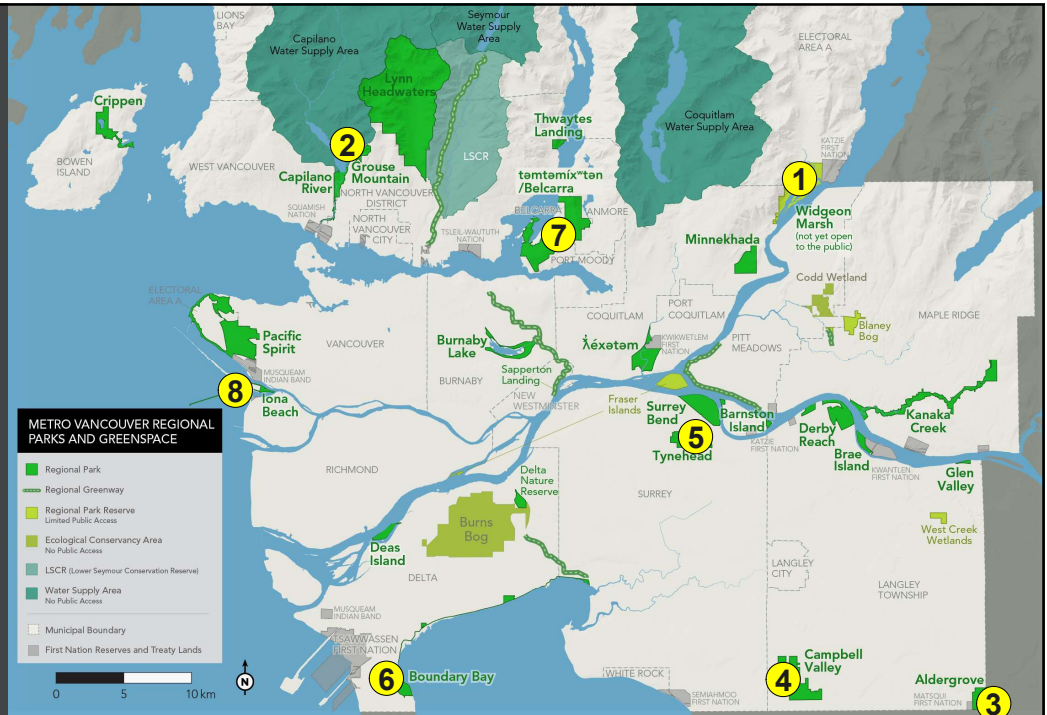 LIONS
BAY
Capilano
Water Supply Area
Seymour
Water Supply
Area
ELECTORAL
AREA A
Crippen
BOWEN
ISLAND
Lynn
Headwaters
Thwaytes
Landing
Coquitlam
Water Supply Area
KATZIE
FIRST
NATION
2
WEST VANCOUVER
Grouse
Mountain
Capilano
River
LSCR
1
NORTH VANCOUVER
DISTRICT
təmtəmíxʷtən
/Belcarra
SQUAMISH
NATION
NORTH
VANCOUVER
CITY
TSLEIL-WAUTUTH
NATION
BELCARRA
ANMORE
7
PORT MOODY
Widgeon
Marsh
(not yet open
to the public)
Minnekhada
Codd Wetland
ELECTORAL
AREA A
PORT
COQUITLAM
COQUITLAM
MAPLE RIDGE
Blaney
Bog
Pacific
Spirit
VANCOUVER
Burnaby
Lake
ƛ̓éxətəm
KWIKWETLEM
FIRST
NATION
PITT
MEADOWS
MUSQUEAM
INDIAN BAND
BURNABY
Sapperton
Landing
8
Iona
Beach
NEW
WESTMINSTER
Fraser
Islands
Surrey
Bend
Barnston
Island
5
Tynehead
KATZIE
FIRST NATION
Derby
Reach
Kanaka
Creek
Brae
Island
KWANTLEN
FIRST NATION
Glen
Valley
METRO VANCOUVER REGIONAL
PARKS AND GREENSPACE
Regional Park
Regional Greenway
Regional Park Reserve
Limited Public Access
Ecological Conservancy Area
No Public Access
LSCR (Lower Seymour Conservation Reserve)
Water Supply Area
No Public Access
Municipal Boundary
First Nation Reserves and Treaty Lands
RICHMOND
Delta
Nature
Reserve
SURREY
Burns
Bog
West Creek
Wetlands
Deas
Island
DELTA
LANGLEY
CITY
LANGLEY
TOWNSHIP
MUSQUEAM
INDIAN BAND
TSAWWASSEN
FIRST NATION
6
Boundary Bay
WHITE ROCK
SEMIAHMOO
FIRST NATION
4
Campbell
Valley
Aldergrove
MATSQUI
FIRST NATION
3
0 5 10 km
N